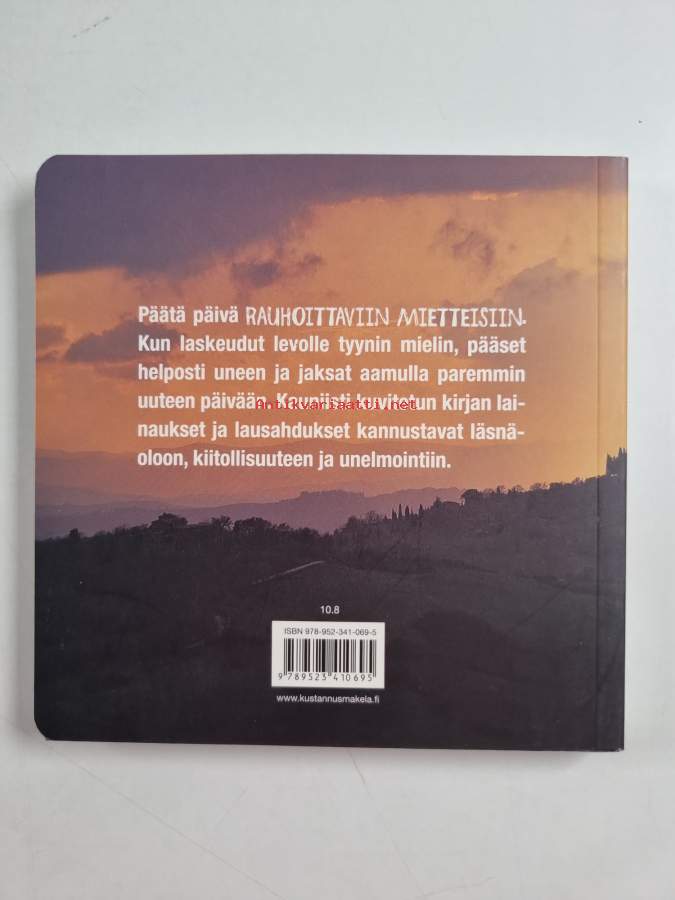 Päätä päivä RAUHOITTAVIIN MIETTEISIIN.
Kun laskeudut levolle tyynin mielin, pääset
helposti uneen ja jaksat aamulla paremmin
uuteen päivään. Kauniisti kuvitetun kirjan lai-
naukset ja lausahdukset kannustavat läsnä-
oloon, kiitollisuuteen ja unelmointiin.
Antikvariaatti.net
10.8
ISBN 978-952-341-069-5
9 789523 410695
www.kustannusmakela.fi